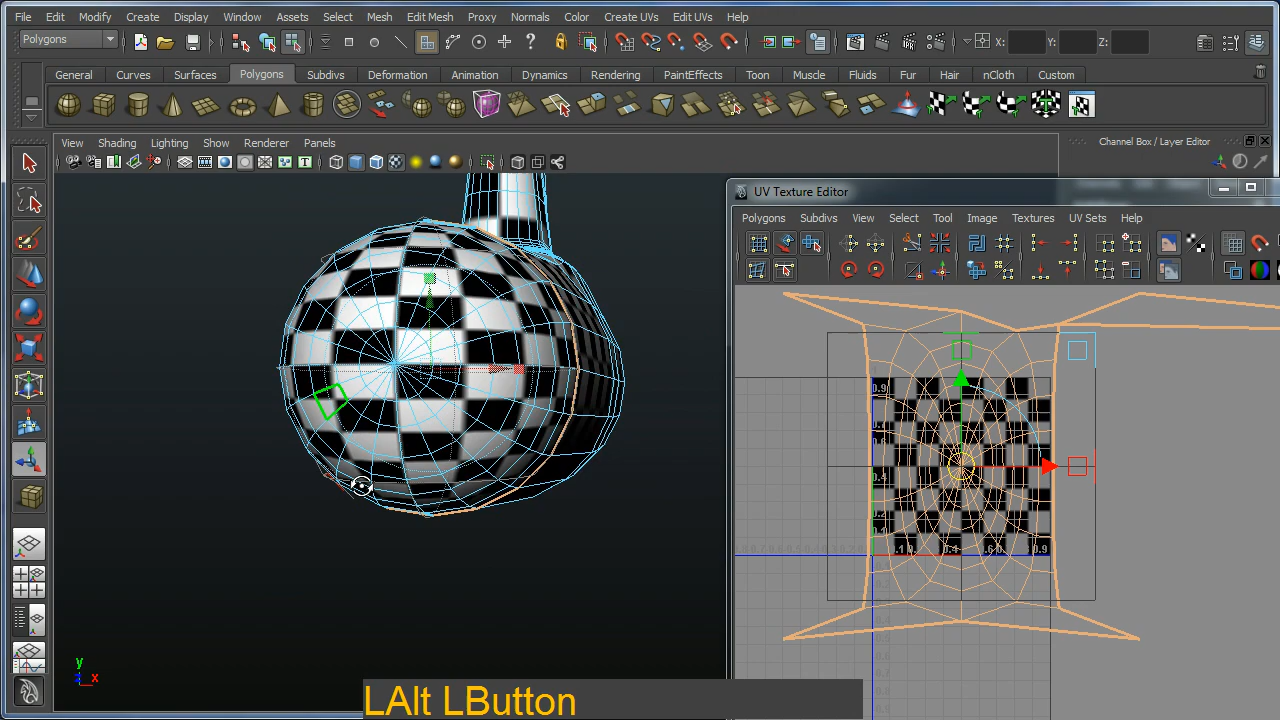 File Edit Modify Create Display Window Assets Select Mesh Edit Mesh Proxy Normals Color Create UVs Edit UVs Help
Polygons X: Y: Z:
General Curves Surfaces Polygons Subdivs Deformation Animation Dynamics Rendering PaintEffects Toon Muscle Fluids Fur Hair nCloth Custom
View Shading Lighting Show Renderer Panels
Channel Box / Layer Editor
UV Texture Editor
Polygons Subdivs View Select Tool Image Textures UV Sets Help
y
x
LAlt LButton